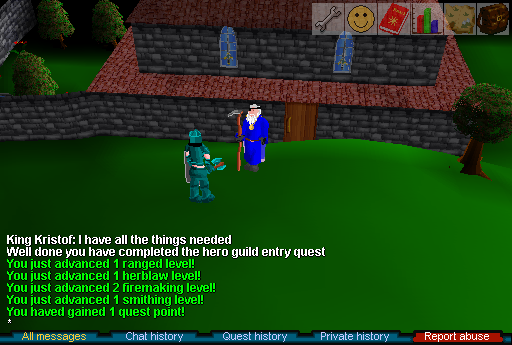 King Kristof: I have all the things needed
Well done you have completed the hero guild entry quest
You just advanced 1 ranged level!
You just advanced 1 herblaw level!
You just advanced 2 firemaking level!
You just advanced 1 smithing level!
You haved gained 1 quest point!
*
All messages
Chat history
Quest history
Private history
Report abuse